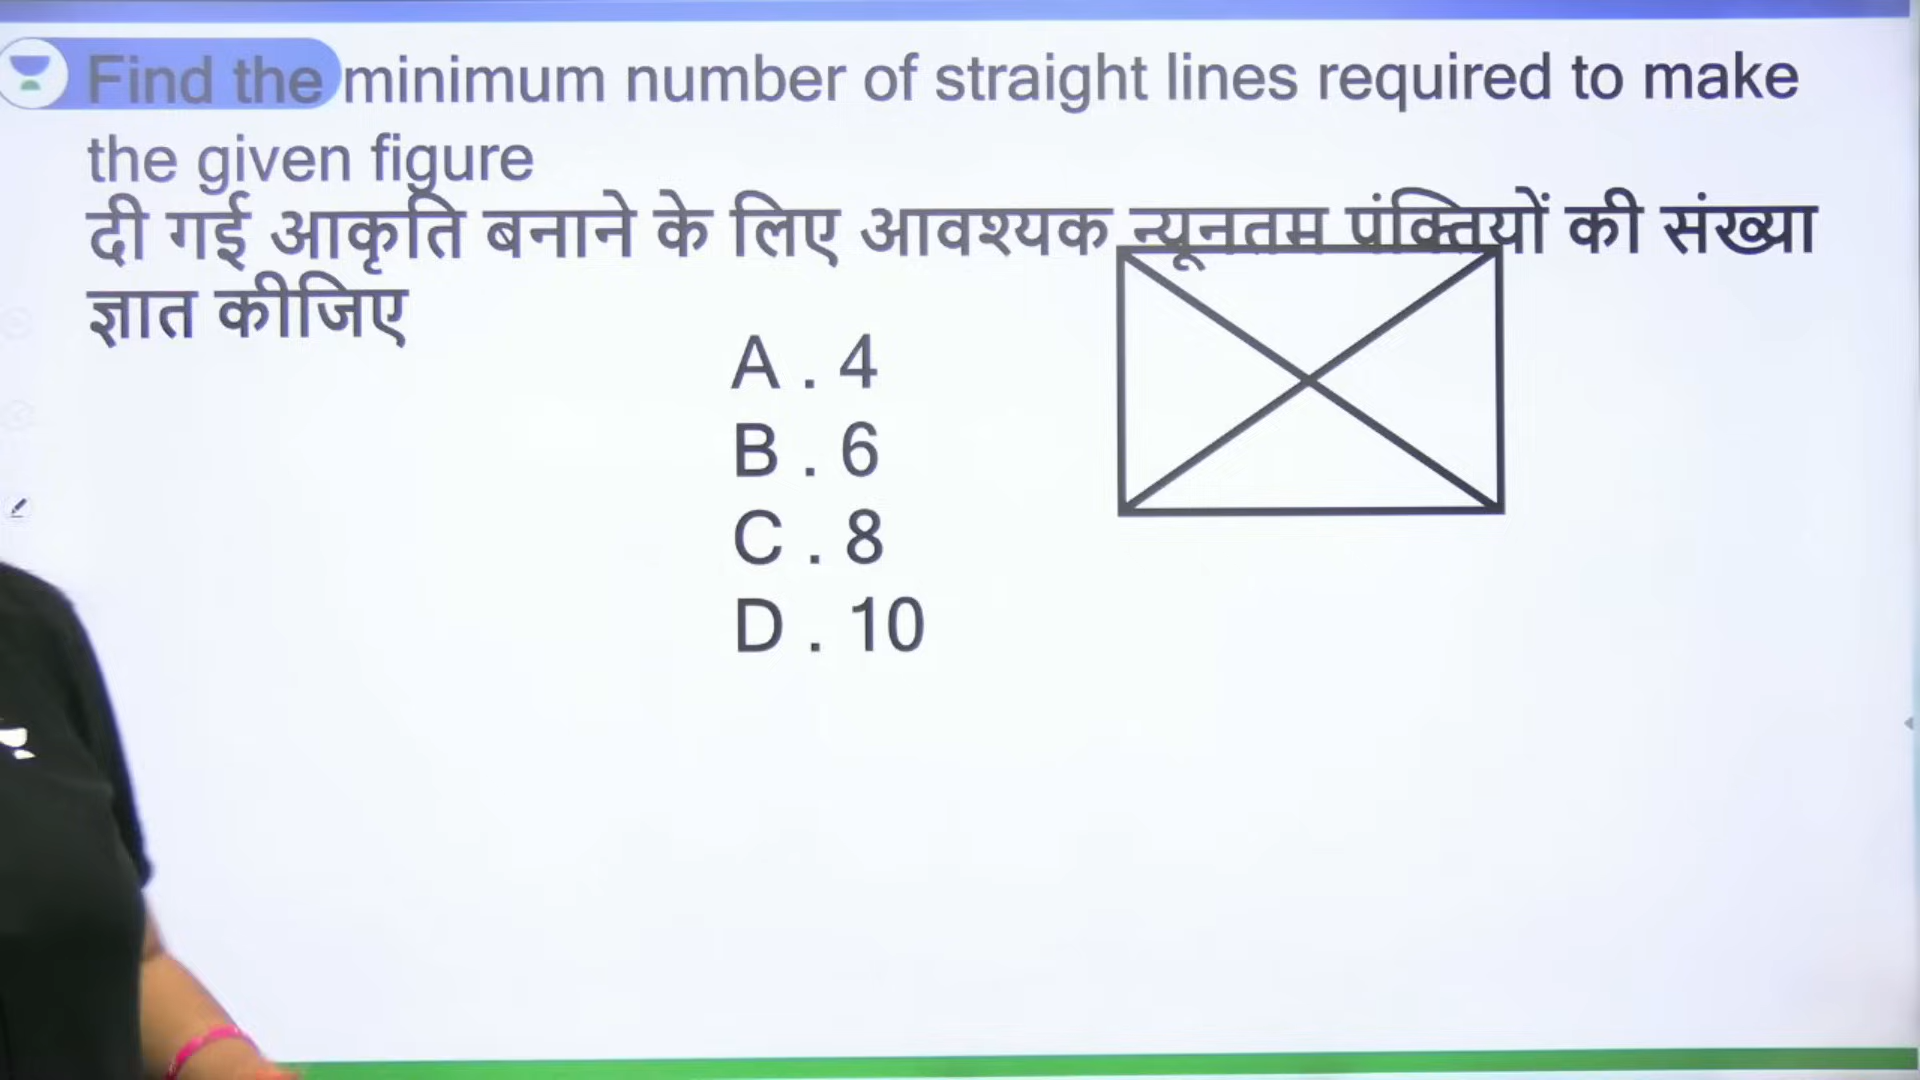 Find the minimum number of straight lines required to make
the given figure
दी गई आकृति बनाने के लिए आवश्यक न्यूनतम पंक्तियों की संख्या
ज्ञात कीजिए
A . 4
B . 6
C . 8
D . 10